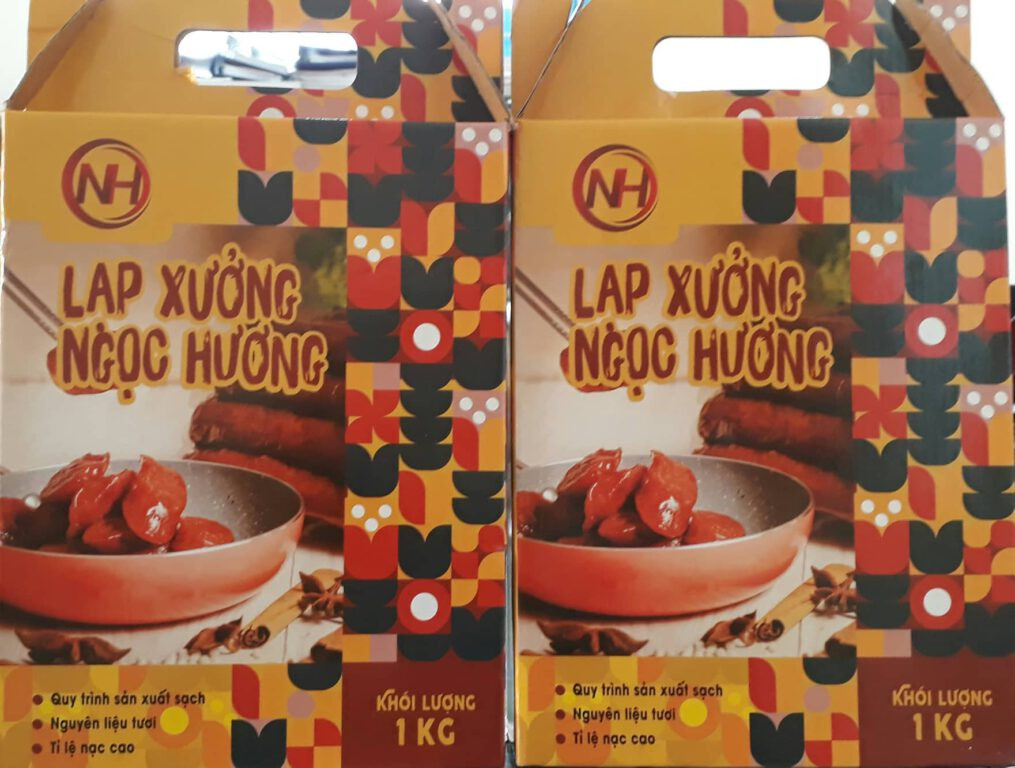 NH
LAP XƯỞNG
NGỌC HƯƠNG
Quy trình sản xuất sạch
Nguyên liệu tươi
Tỉ lệ nạc cao
KHỐI LƯỢNG
1 KG
NH
LAP XƯỞNG
NGỌC HƯƠNG
Quy trình sản xuất sạch
Nguyên liệu tươi
Tỉ lệ nạc cao
KHỐI LƯỢNG
1 KG